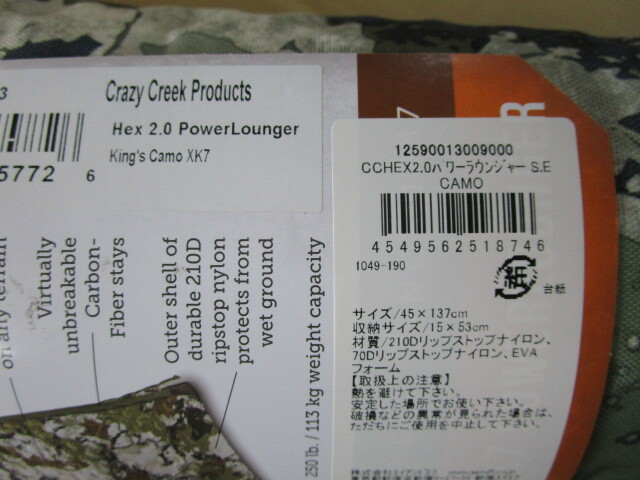 3
Crazy Creek Products
Hex 2.0 PowerLounger
King's Camo XK7
5772 6
on any terrain
Virtually
unbreakable
Carbon-
Fiber stays
Outer shell of
durable 210D
ripstop nylon
protects from
wet ground
250 lb. / 113 kg weight capacity
R
12590013009000
CCHEX2.0パワーラウンジャー S.E
CAMO
4549562518746
1049-190
紙
台紙
サイズ/45×137cm
収納サイズ/15×53cm
材質/210Dリップストップナイロン、
70Dリップストップナイロン、EVA
フォーム
【取扱上の注意】
熱を避けて下さい。
安定した場所でお使い下さい。
破損などの異常が見られた場合は、
ただちにご使用を中止して下さい。